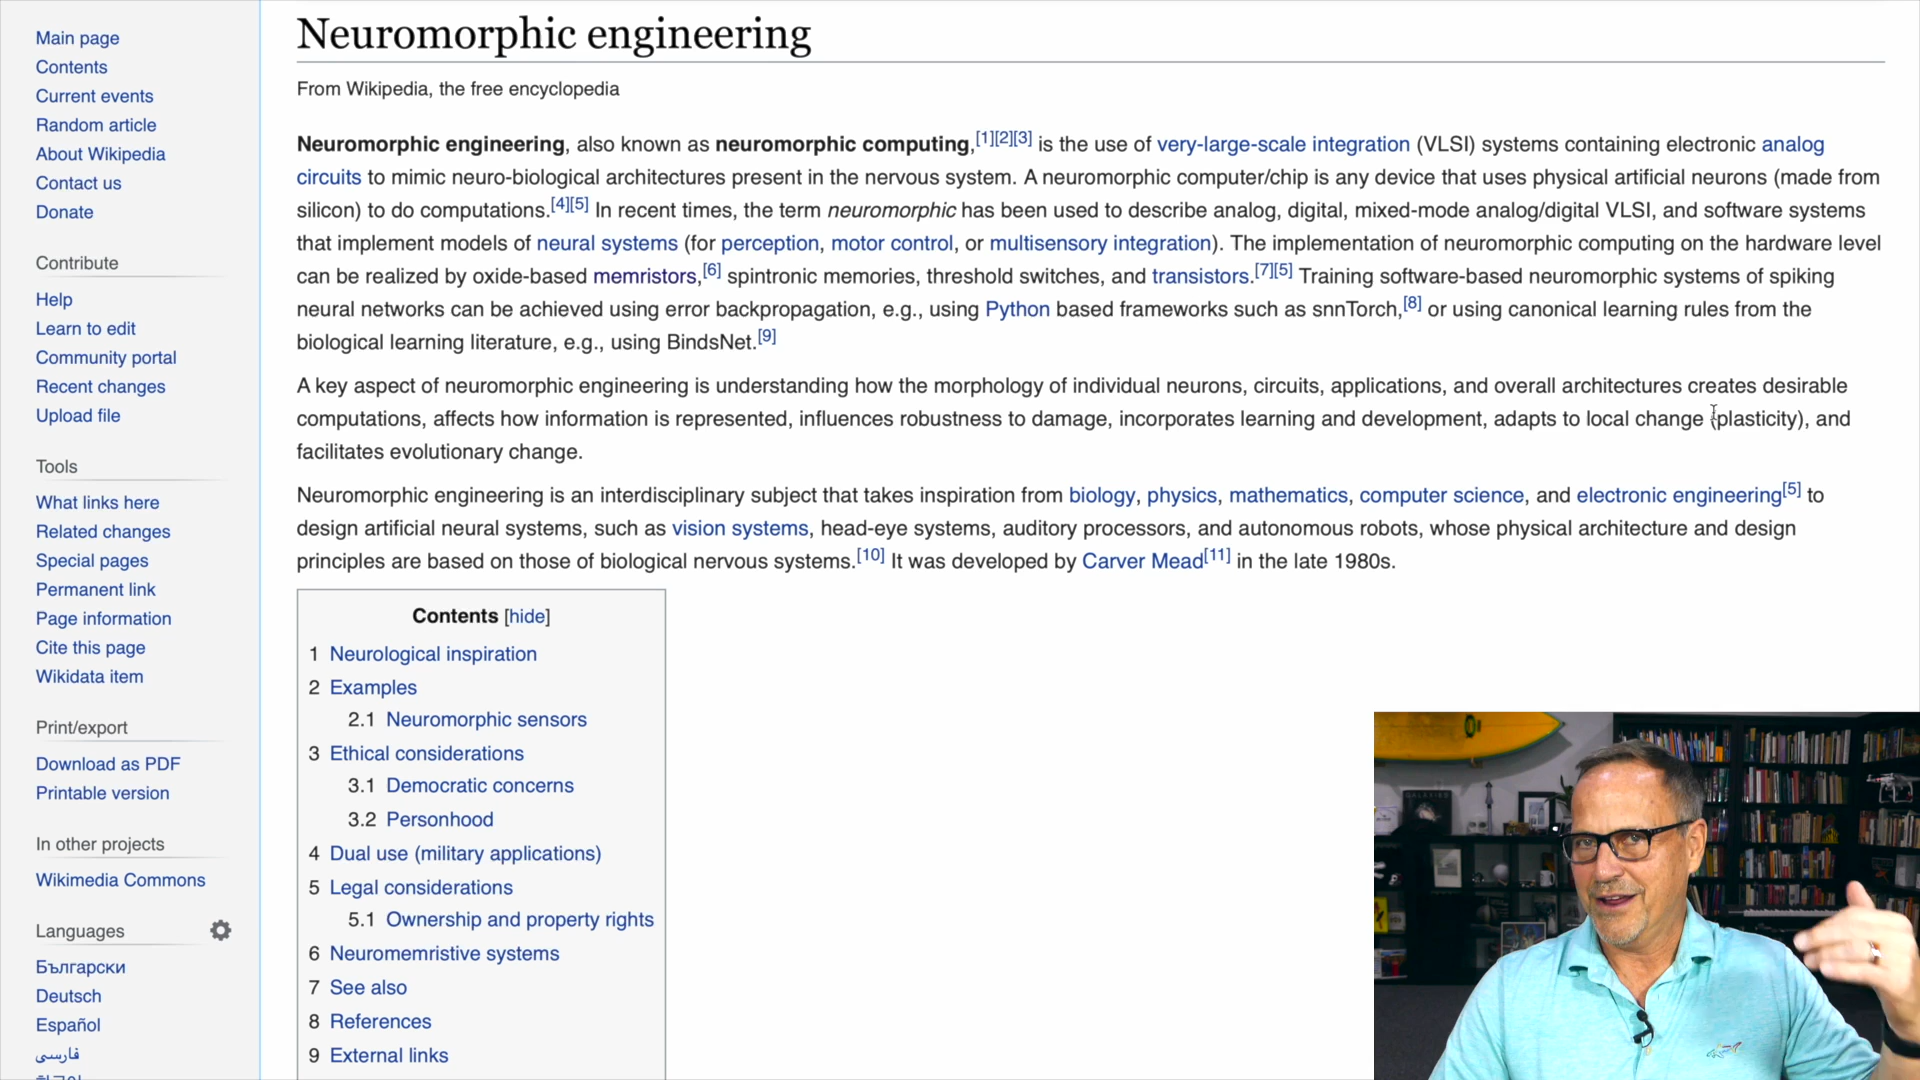 Main page
Contents
Current events
Random article
About Wikipedia
Contact us
Donate
Contribute
Help
Learn to edit
Community portal
Recent changes
Upload file
Tools
What links here
Related changes
Special pages
Permanent link
Page information
Cite this page
Wikidata item
Print/export
Download as PDF
Printable version
In other projects
Wikimedia Commons
Languages
Български
Deutsch
Español
فارسی
Neuromorphic engineering
From Wikipedia, the free encyclopedia
Neuromorphic engineering, also known as neuromorphic computing,[1][2][3] is the use of very-large-scale integration (VLSI) systems containing electronic analog
circuits to mimic neuro-biological architectures present in the nervous system. A neuromorphic computer/chip is any device that uses physical artificial neurons (made from
silicon) to do computations.[4][5] In recent times, the term neuromorphic has been used to describe analog, digital, mixed-mode analog/digital VLSI, and software systems
that implement models of neural systems (for perception, motor control, or multisensory integration). The implementation of neuromorphic computing on the hardware level
can be realized by oxide-based memristors,[6] spintronic memories, threshold switches, and transistors.[7][5] Training software-based neuromorphic systems of spiking
neural networks can be achieved using error backpropagation, e.g., using Python based frameworks such as snnTorch,[8] or using canonical learning rules from the
biological learning literature, e.g., using BindsNet.[9]
A key aspect of neuromorphic engineering is understanding how the morphology of individual neurons, circuits, applications, and overall architectures creates desirable
computations, affects how information is represented, influences robustness to damage, incorporates learning and development, adapts to local change (plasticity), and
facilitates evolutionary change.
Neuromorphic engineering is an interdisciplinary subject that takes inspiration from biology, physics, mathematics, computer science, and electronic engineering[5] to
design artificial neural systems, such as vision systems, head-eye systems, auditory processors, and autonomous robots, whose physical architecture and design
principles are based on those of biological nervous systems.[10] It was developed by Carver Mead[11] in the late 1980s.
Contents [hide]
1 Neurological inspiration
2 Examples
2.1 Neuromorphic sensors
3 Ethical considerations
3.1 Democratic concerns
3.2 Personhood
4 Dual use (military applications)
5 Legal considerations
5.1 Ownership and property rights
6 Neuromemristive systems
7 See also
8 References
9 External links